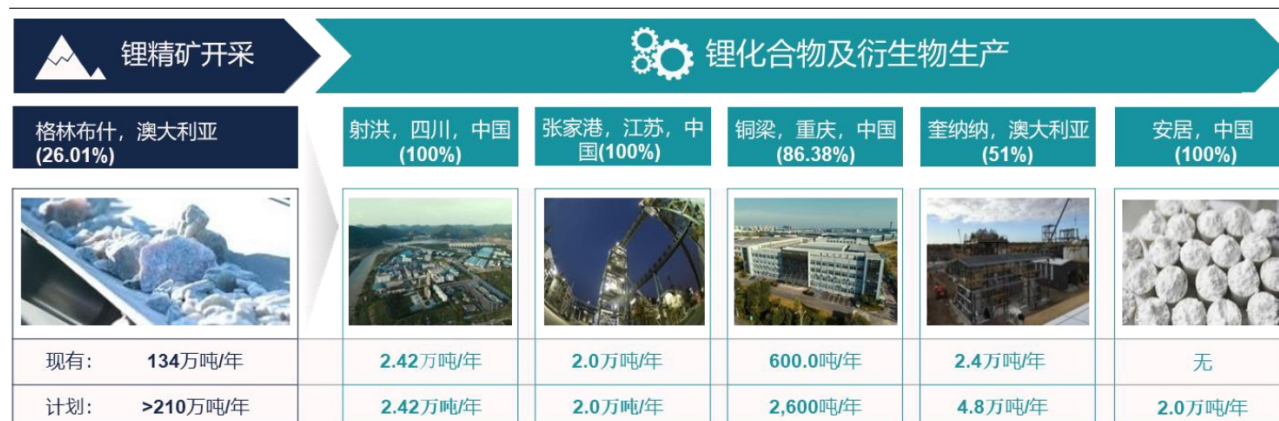 锂精矿开采
锂化合物及衍生物生产
格林布什，澳大利亚
(26.01%)
射洪，四川，中国
(100%)
张家港，江苏，中
国(100%)
铜梁，重庆，中国
(86.38%)
奎纳纳，澳大利亚
(51%)
安居，中国
(100%)
现有： 134万吨/年 2.42万吨/年 2.0万吨/年 600.0吨/年 2.4万吨/年 无
计划： >210万吨/年 2.42万吨/年 2.0万吨/年 2,600吨/年 4.8万吨/年 2.0万吨/年